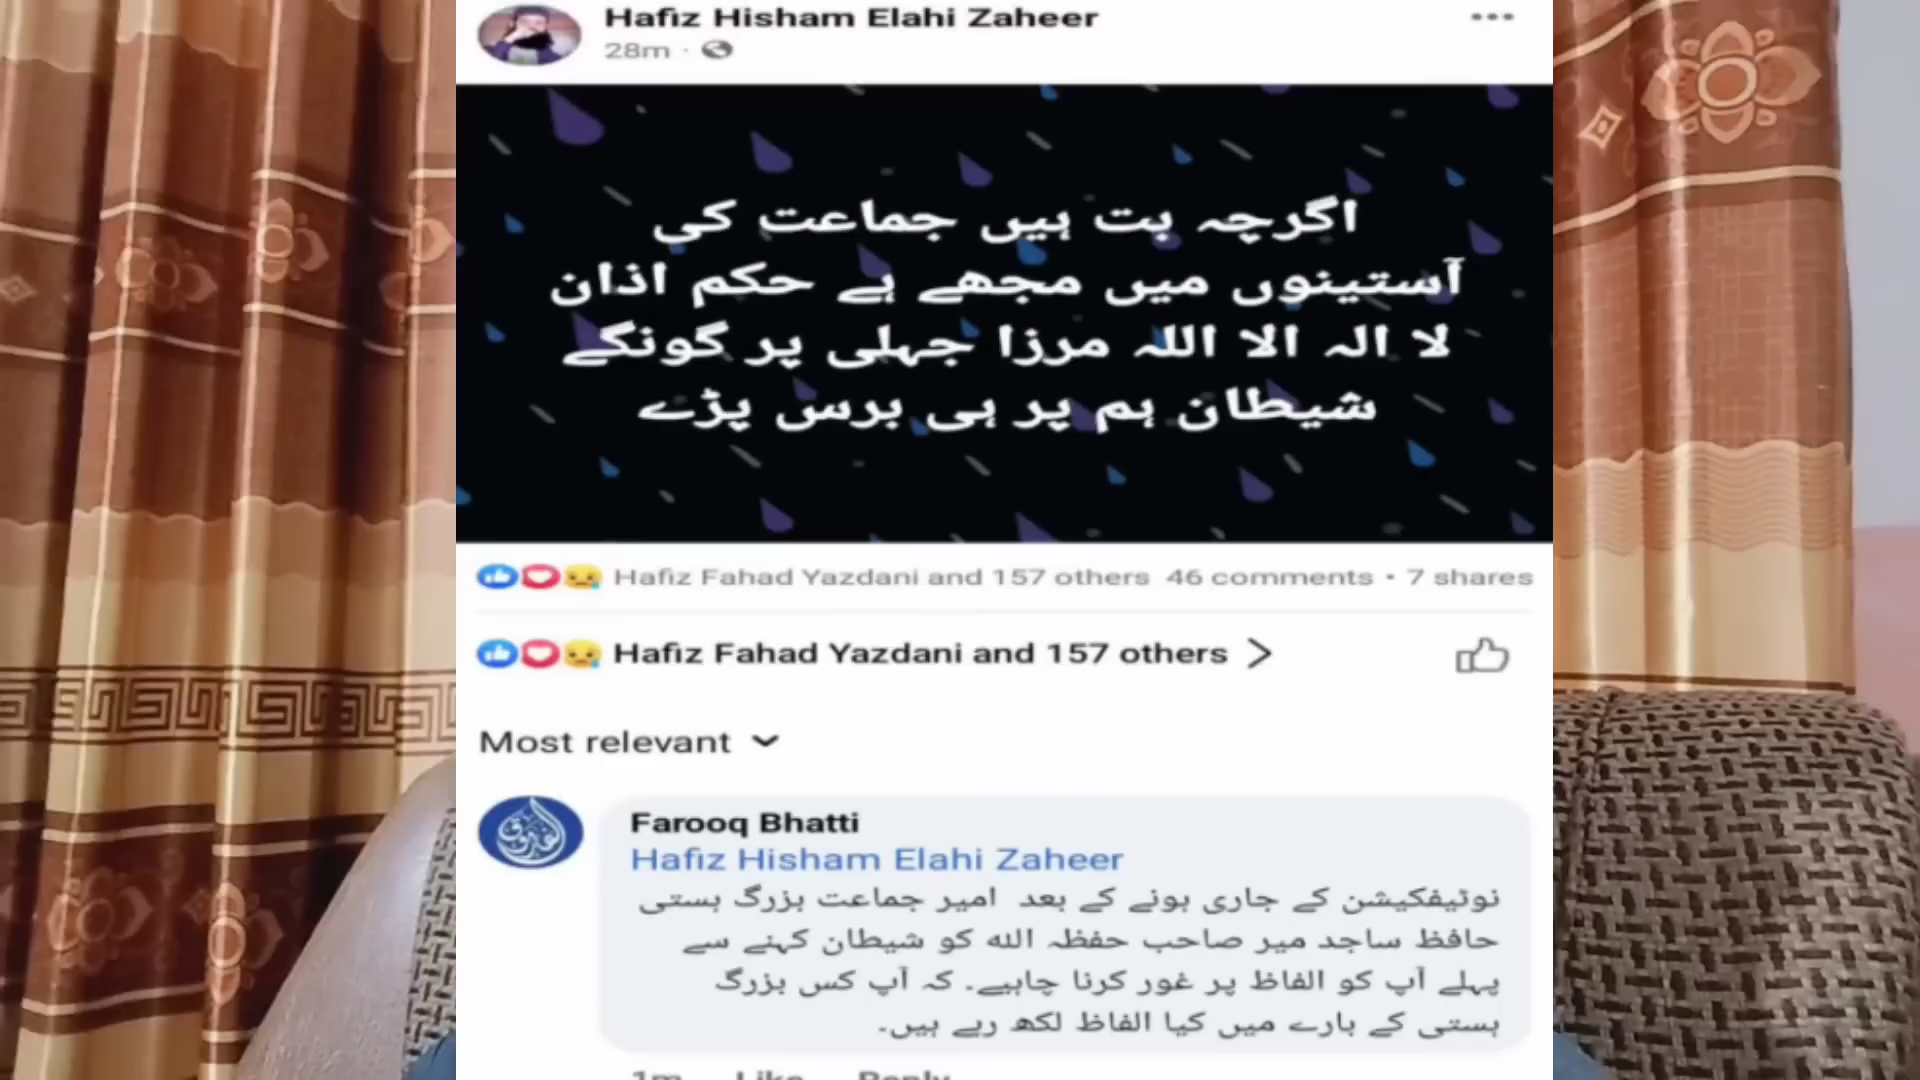 Hafiz Hisham Elahi Zaheer
28m
اگرچہ بت ہیں جماعت کی
آستینوں میں مجھے ہے حکم اذان
لا الہ الا اللہ مرزا جہلی پر گونگے
شیطان ہم پر ہی برس پڑے
Hafiz Fahad Yazdani and 157 others 46 comments • 7 shares
Hafiz Fahad Yazdani and 157 others
Most relevant
Farooq Bhatti
Hafiz Hisham Elahi Zaheer
نوٹیفکیشن کے جاری ہونے کے بعد امیر جماعت بزرگ ہستی
حافظ ساجد میر صاحب حفظہ اللہ کو شیطان کہنے سے
پہلے آپ کو الفاظ پر غور کرنا چاہیے۔ کہ آپ کس بزرگ
ہستی کے بارے میں کیا الفاظ لکھ رہے ہیں۔
1m Like Reply